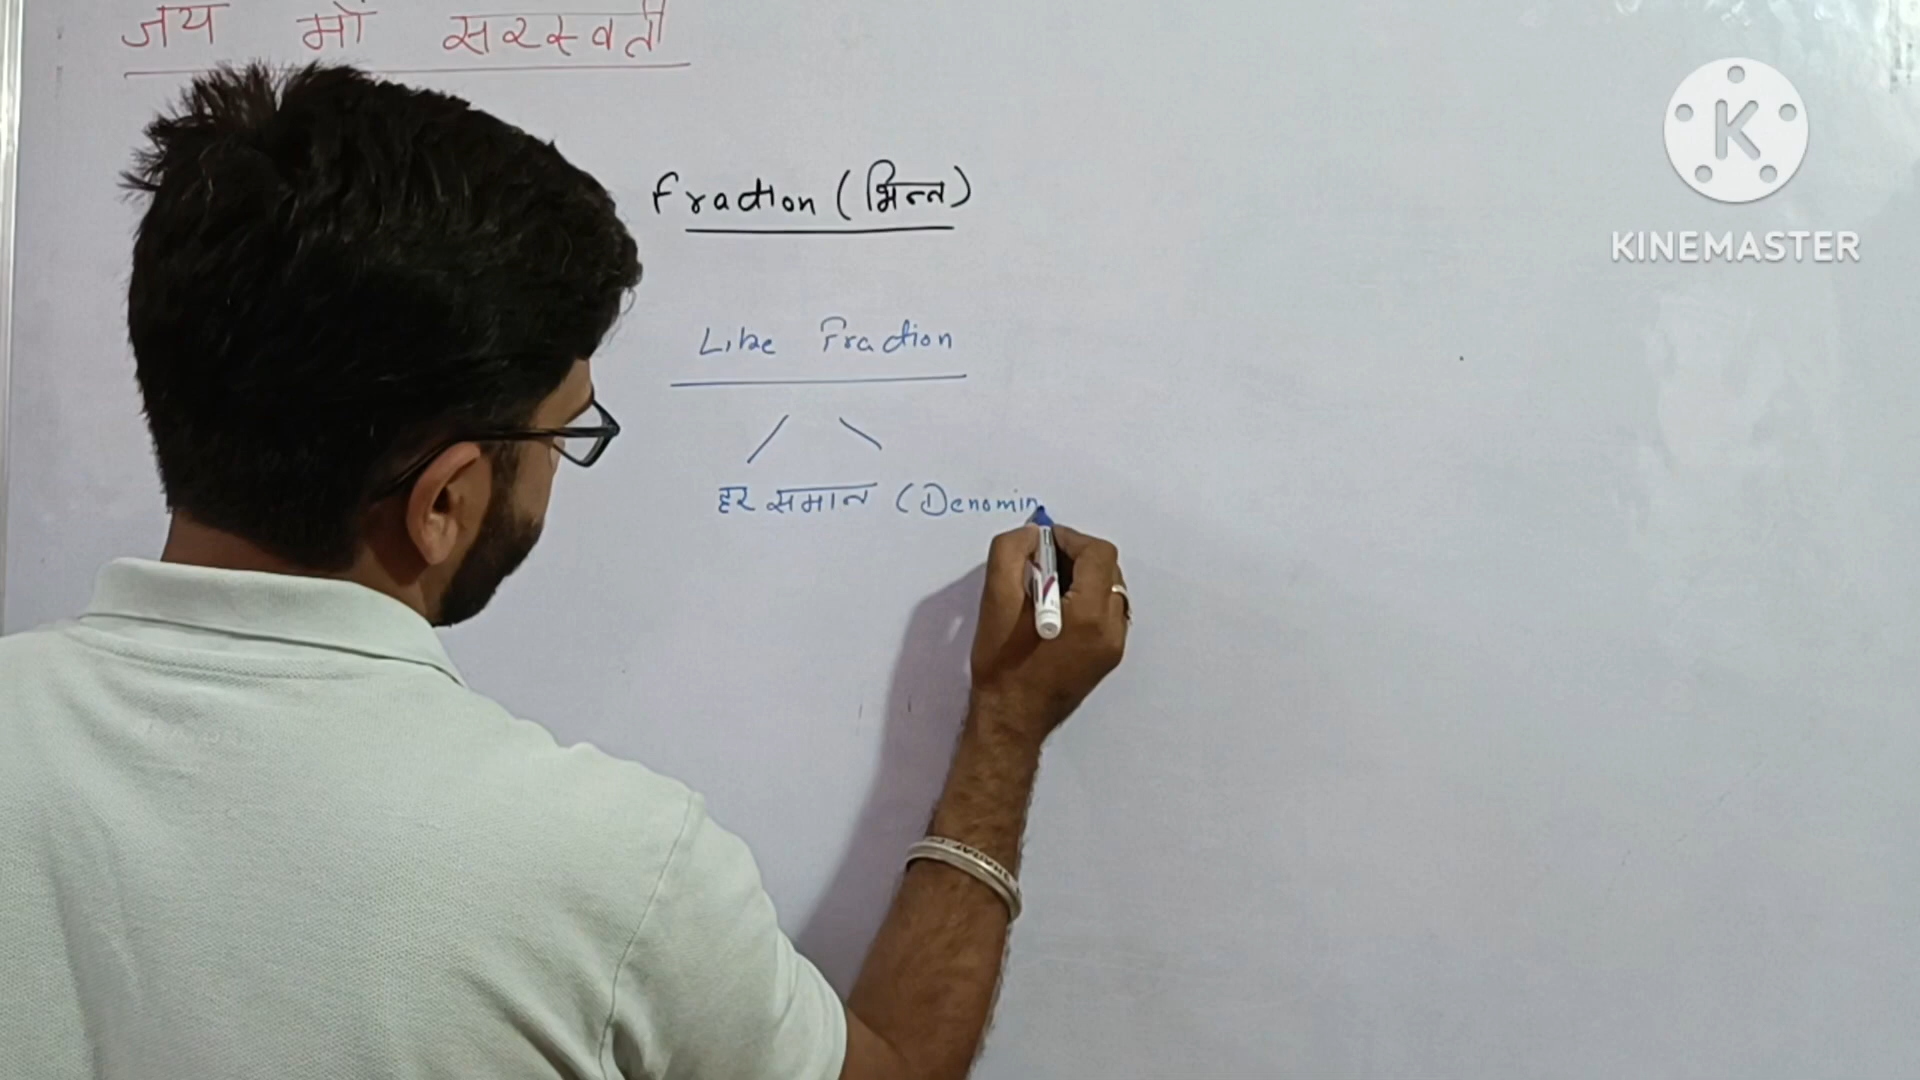 जय माँ सरस्वती
Fraction (भिन्न)
Like Fraction
हर समान (Denomin
K
KINEMASTER